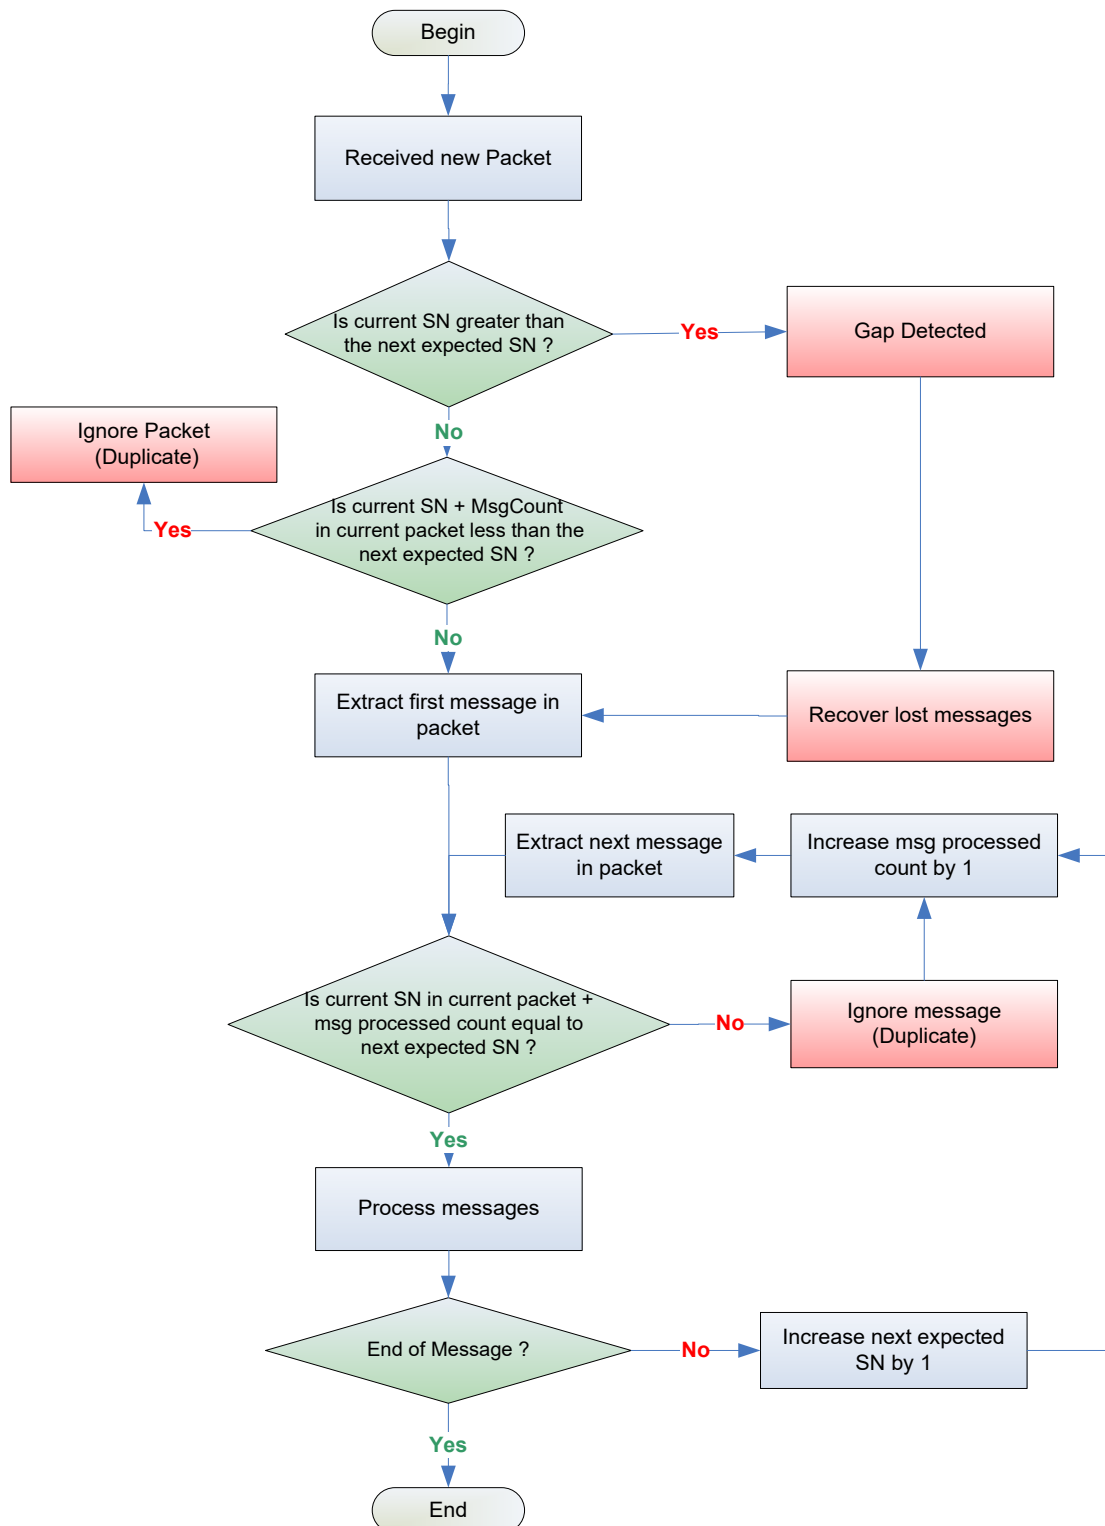 Begin
Received new Packet
Is current SN greater than
the next expected SN ?
Yes
Gap Detected
No
Ignore Packet
(Duplicate)
Is current SN + MsgCount
in current packet less than the
next expected SN ?
Yes
No
Extract first message in
packet
Recover lost messages
Extract next message
in packet
Increase msg processed
count by 1
Is current SN in current packet +
msg processed count equal to
next expected SN ?
No
Ignore message
(Duplicate)
Yes
Process messages
End of Message ?
No
Increase next expected
SN by 1
Yes
End